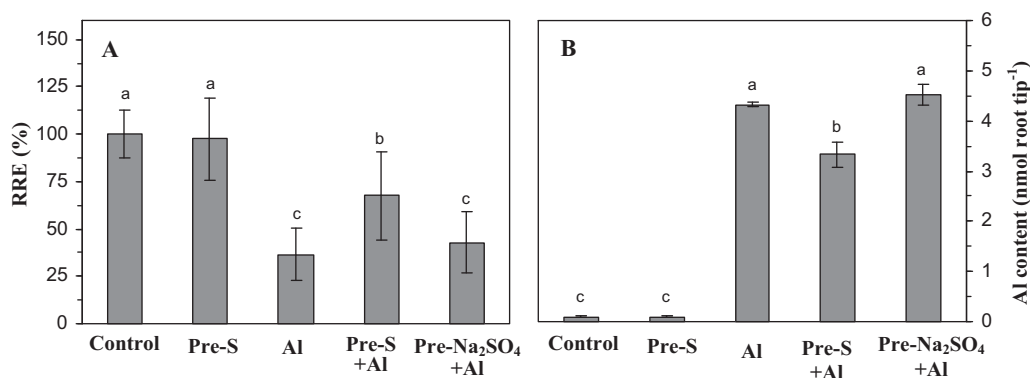 150
125
100
75
50
25
0
RRE (%)
A
a
a
c
b
c
Control
Pre-S
Al
Pre-S
+Al
Pre-Na₂SO₄
+Al
B
c
c
a
b
a
Control
Pre-S
Al
Pre-S
+Al
Pre-Na₂SO₄
+Al
6
5
4
3
2
1
0
Al content (nmol root tip⁻¹)